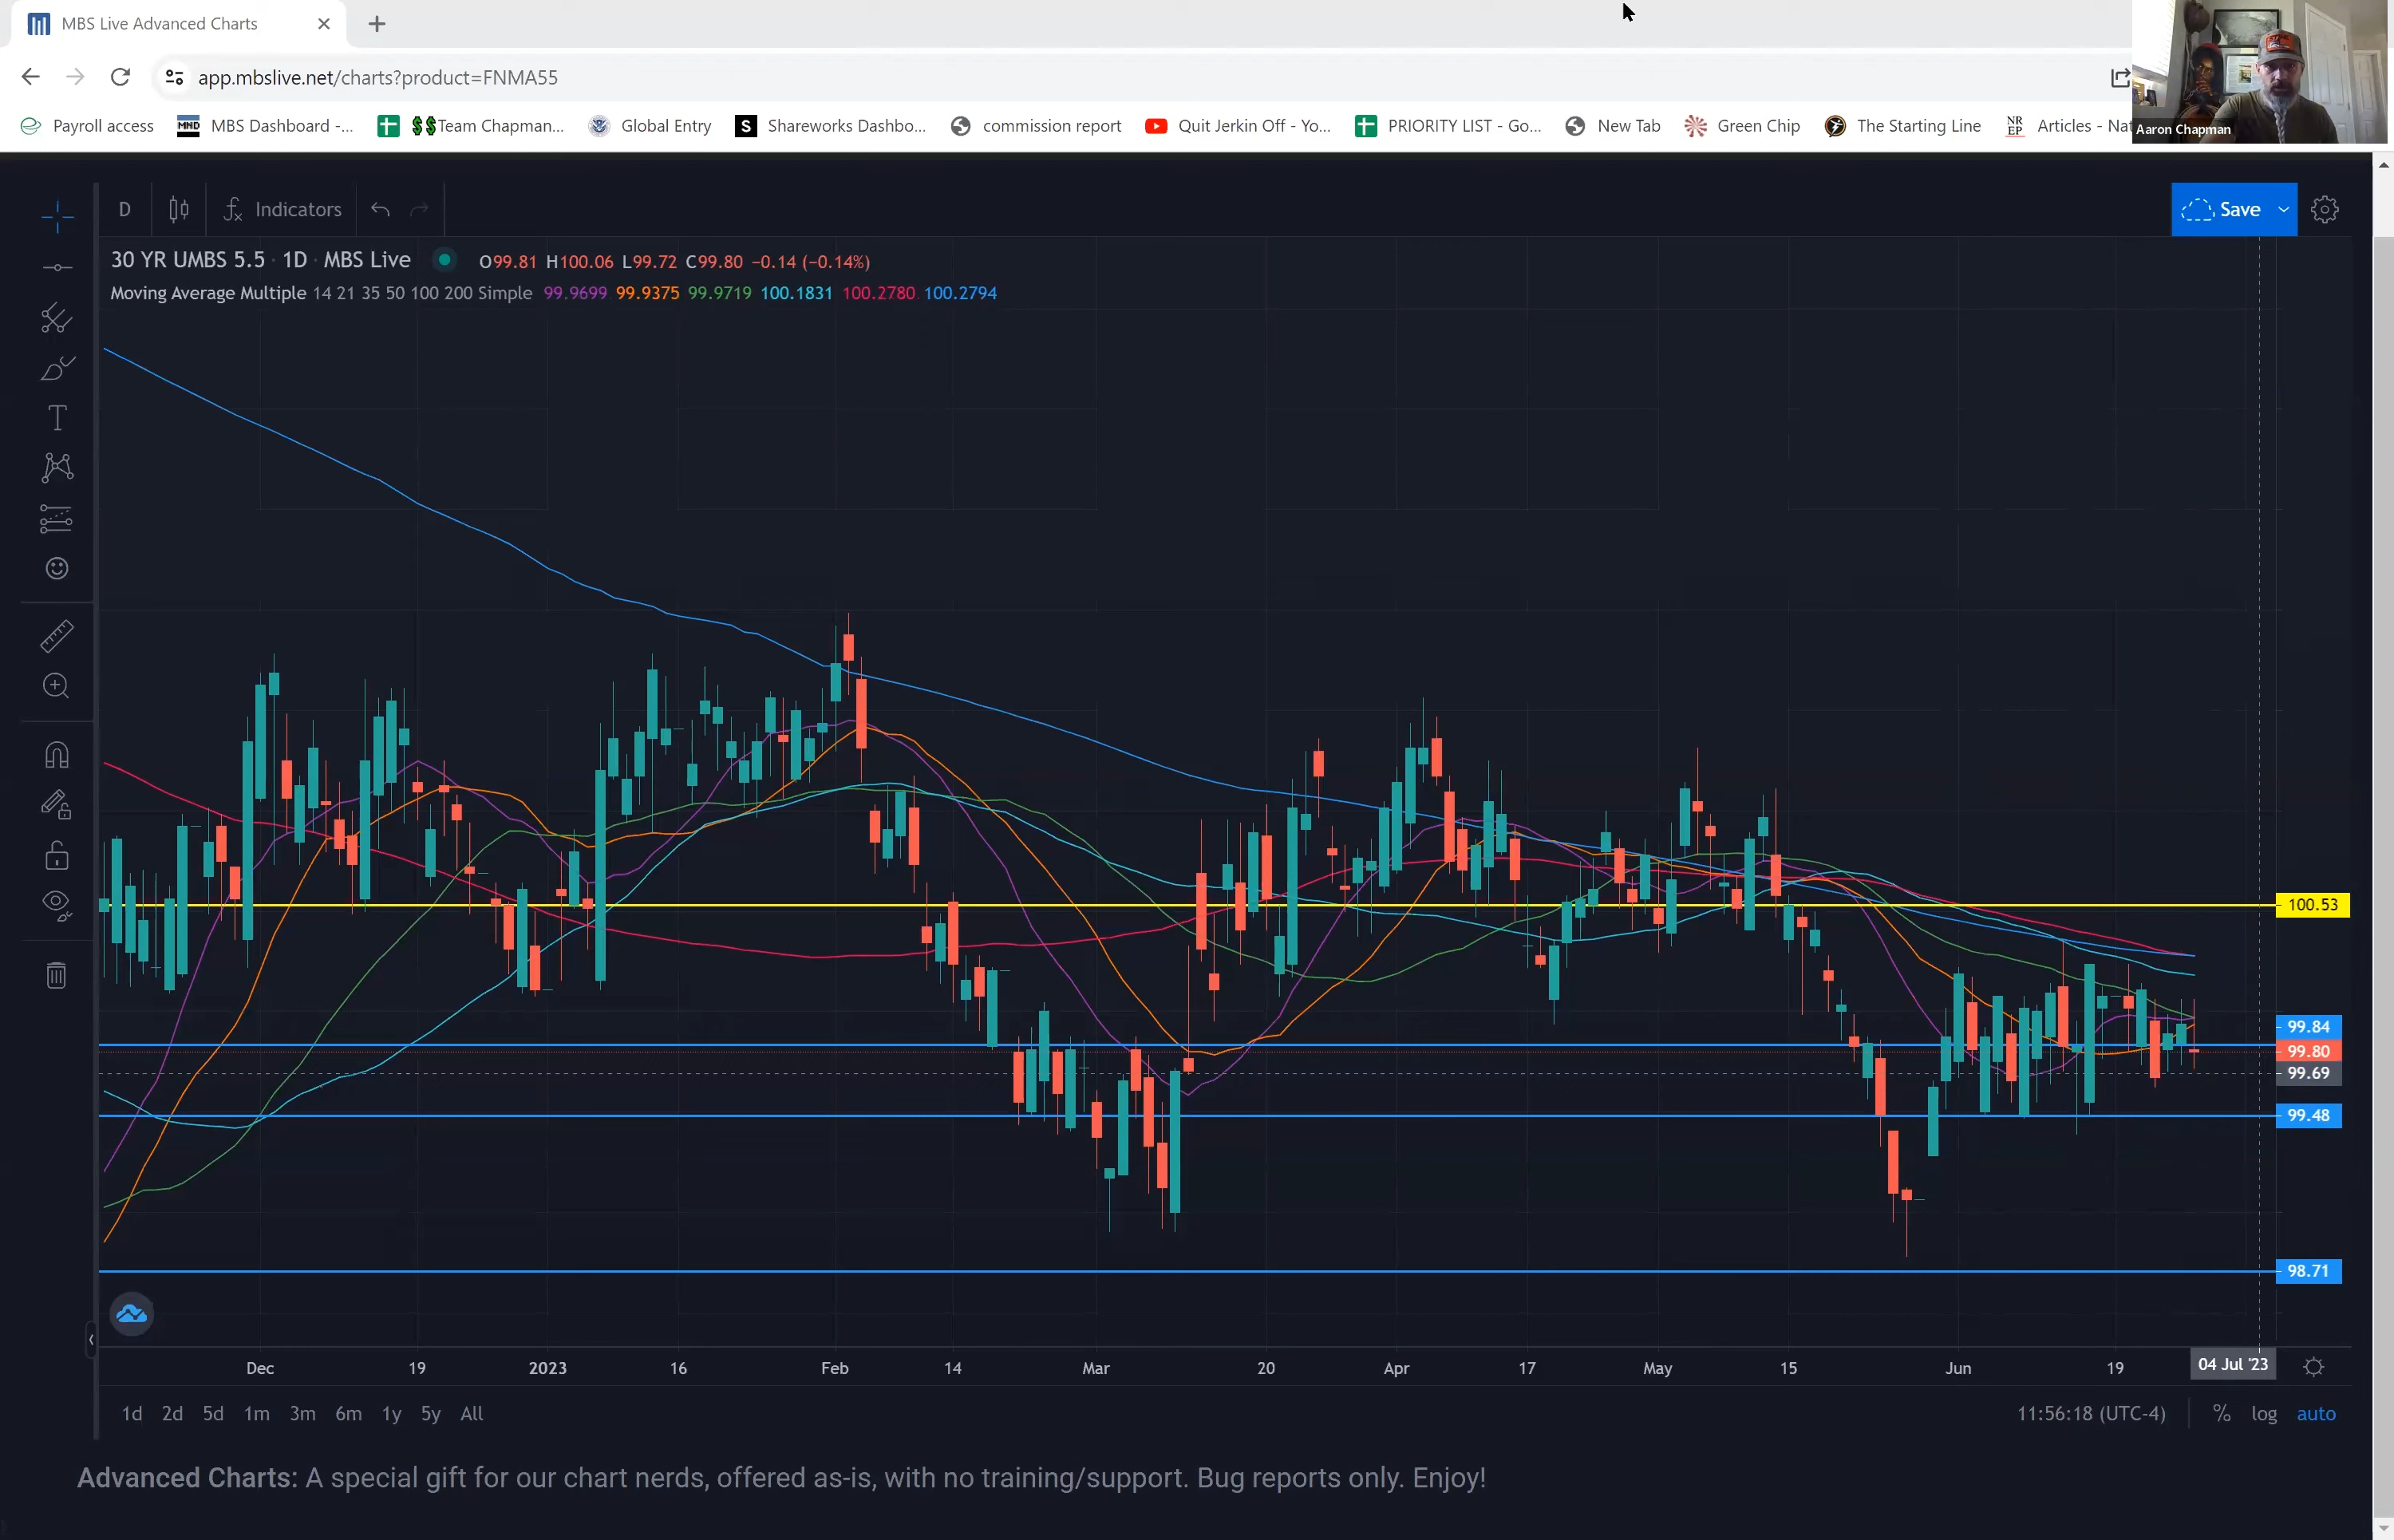 MBS Live Advanced Charts
app.mbslive.net/charts?product=FNMA55
Payroll access
MND MBS Dashboard -...
$$Team Chapman...
Global Entry
S Shareworks Dashbo...
commission report
Quit Jerkin Off - Yo...
PRIORITY LIST - Go...
New Tab
Green Chip
The Starting Line
NR EP Articles - Nat
Aaron Chapman
D
Indicators
Save
30 YR UMBS 5.5 · 1D · MBS Live O99.81 H100.06 L99.72 C99.80 −0.14 (−0.14%)
Moving Average Multiple 14 21 35 50 100 200 Simple 99.9699 99.9375 99.9719 100.1831 100.2780 100.2794
100.53
99.84
99.80
99.69
99.48
98.71
Dec 19 2023 16 Feb 14 Mar 20 Apr 17 May 15 Jun 19 04 Jul '23
1d 2d 5d 1m 3m 6m 1y 5y All
11:56:18 (UTC-4) % log auto
Advanced Charts: A special gift for our chart nerds, offered as-is, with no training/support. Bug reports only. Enjoy!